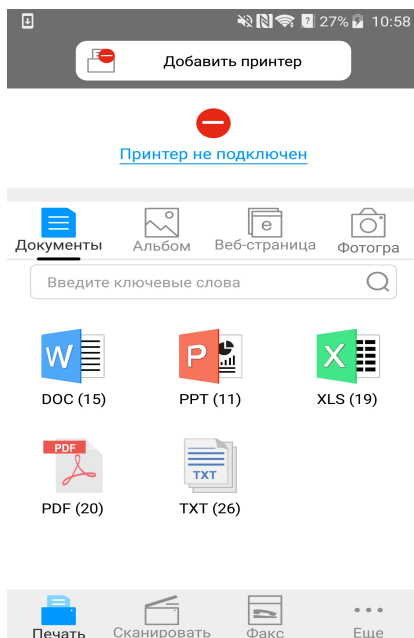 27% 10:58
Добавить принтер
Принтер не подключен
Документы Альбом Веб-страница Фотогра
Введите ключевые слова
W P X
DOC (15) PPT (11) XLS (19)
PDF TXT
PDF (20) TXT (26)
Печать Сканировать Факс Еще